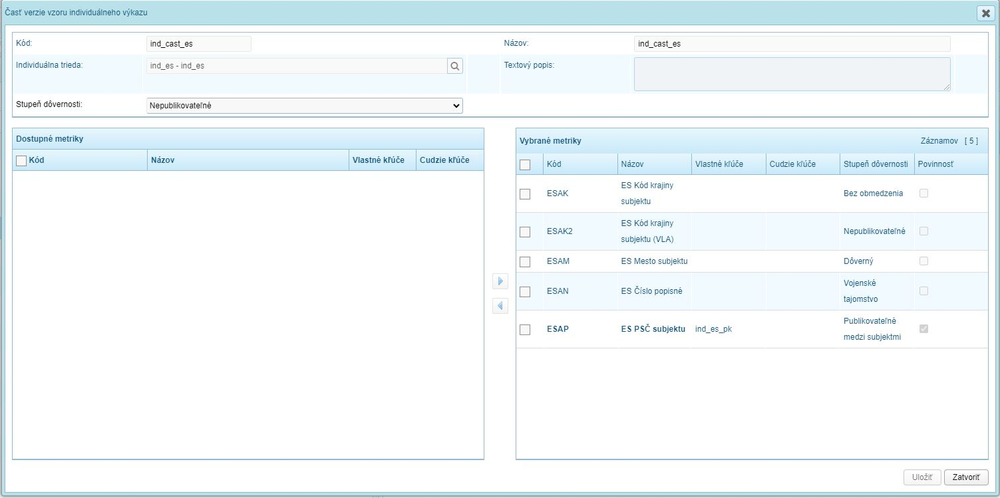 Časť verzie vzoru individuálneho výkazu
Kód: ind_cast_es Názov: ind_cast_es
Individuálna trieda: ind_es - ind_es Textový popis:
Stupeň dôvernosti: Nepublikovateľné
Dostupné metriky
Kód Názov Vlastné kľúče Cudzie kľúče
Vybrané metriky Záznamov [ 5 ]
Kód Názov Vlastné kľúče Cudzie kľúče Stupeň dôvernosti Povinnosť
ESAK ES Kód krajiny subjektu Bez obmedzenia
ESAK2 ES Kód krajiny subjektu (VLA) Nepublikovateľné
ESAM ES Mesto subjektu Dôverný
ESAN ES Číslo popisné Vojenské tajomstvo
ESAP ES PSČ subjektu ind_es_pk Publikovateľné medzi subjektmi
Uložiť Zatvoriť